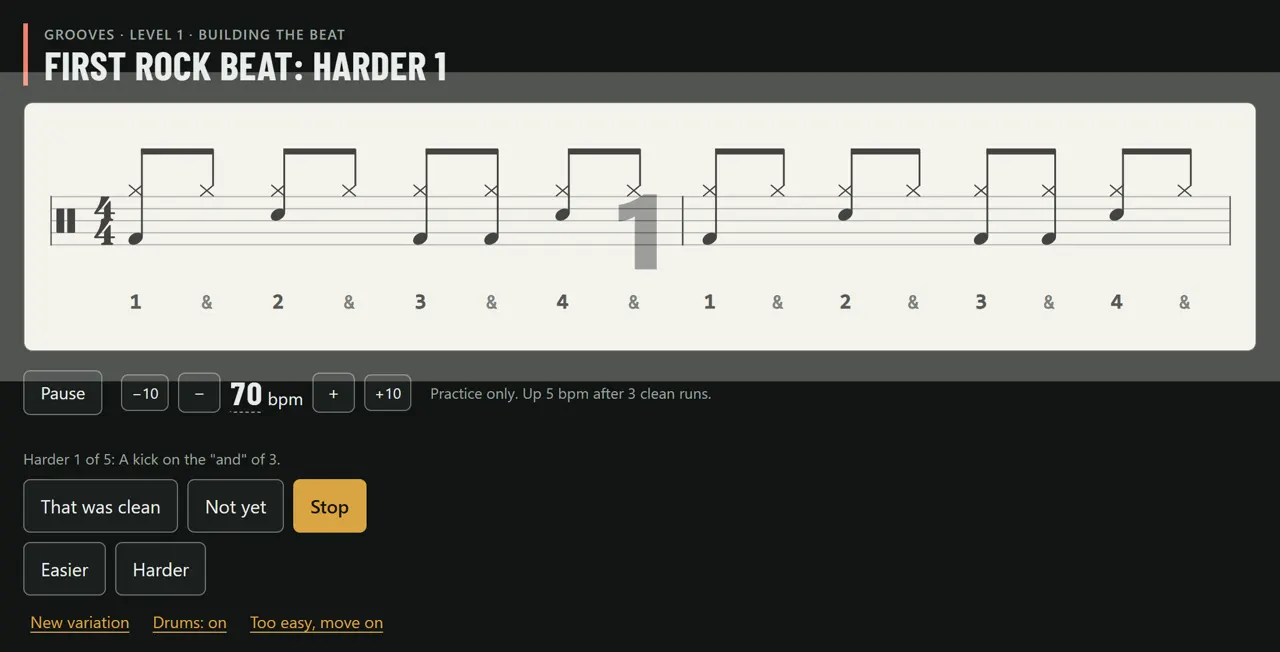 GROOVES · LEVEL 1 · BUILDING THE BEAT
FIRST ROCK BEAT: HARDER 1
4
4
1
1 & 2 & 3 & 4 & 1 & 2 & 3 & 4 &
Pause −10 − 70 bpm + +10 Practice only. Up 5 bpm after 3 clean runs.
Harder 1 of 5: A kick on the "and" of 3.
That was clean Not yet Stop
Easier Harder
New variation Drums: on Too easy, move on